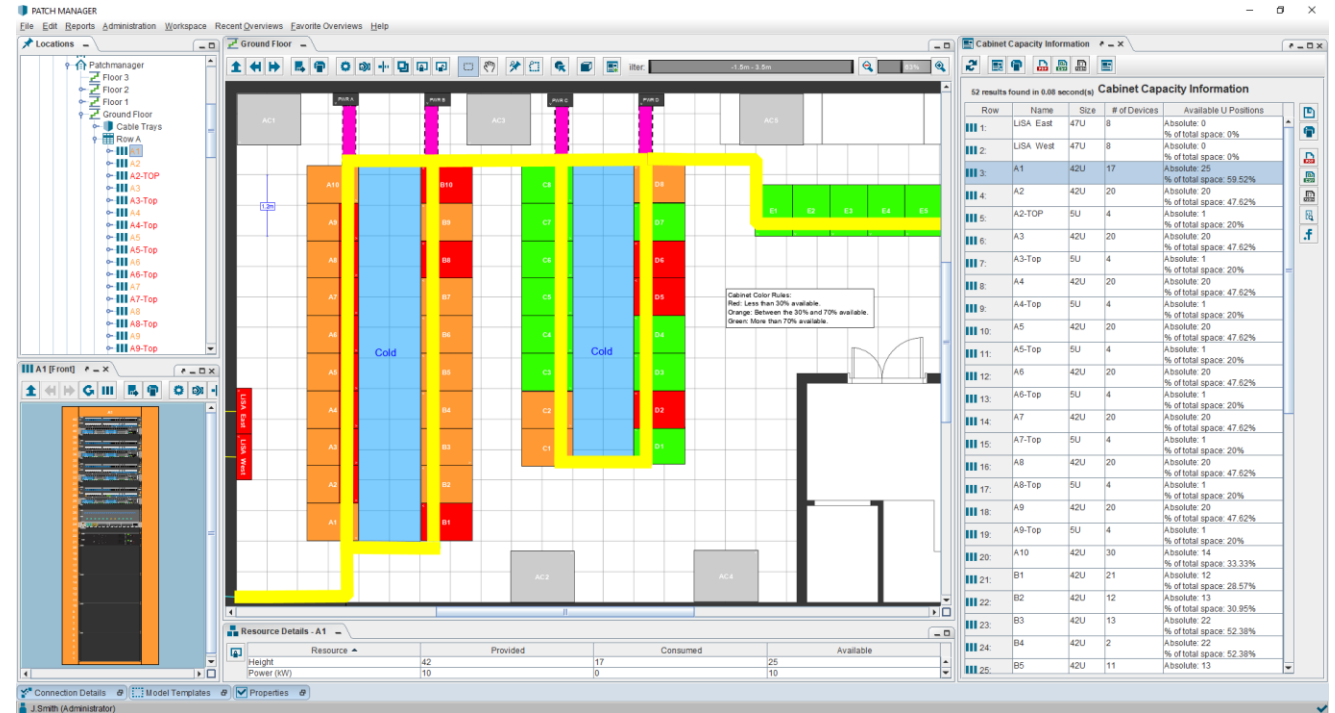 PATCH MANAGER
File Edit Reports Administration Workspace Recent Overviews Favorite Overviews Help
Locations
Patchmanager
Floor 3
Floor 2
Floor 1
Ground Floor
Cable Trays
Row A
A1
A2
A2-TOP
A3
A3-Top
A4
A4-Top
A5
A5-Top
A6
A6-Top
A7
A7-Top
A8
A8-Top
A9
A9-Top
A1 [Front]
Ground Floor
ilter:
-1.5m - 3.5m
83%
PWR A
PWR B
PWR C
PWR D
AC1
AC3
1.2m
A10
B10
C8
D8
A9
B9
C7
D7
E1 E2 E3 E4 E5
A8
B8
C6
D6
A7
B7
C5
D5
Cabinet Color Rules:
Red: Less than 30% available.
Orange: Between the 30% and 70% available.
Green: More than 70% available.
A6
B6
C4
D4
Cold
Cold
A5
B5
C3
D3
LiSA East
A4
B4
C2
D2
LiSA West
A3
B3
C1
D1
A2
B2
A1
B1
AC4
Resource Details - A1
Resource Provided Consumed Available
Height 42 17 25
Power (kW) 10 0 10
Cabinet Capacity Information
52 results found in 0.08 second(s) Cabinet Capacity Information
Row Name Size # of Devices Available U Positions
1: LiSA East 47U 8 Absolute: 0
% of total space: 0%
2: LiSA West 47U 8 Absolute: 0
% of total space: 0%
3: A1 42U 17 Absolute: 25
% of total space: 59.52%
4: A2 42U 20 Absolute: 20
% of total space: 47.62%
5: A2-TOP 5U 4 Absolute: 1
% of total space: 20%
6: A3 42U 20 Absolute: 20
% of total space: 47.62%
7: A3-Top 5U 4 Absolute: 1
% of total space: 20%
8: A4 42U 20 Absolute: 20
% of total space: 47.62%
9: A4-Top 5U 4 Absolute: 1
% of total space: 20%
10: A5 42U 20 Absolute: 20
% of total space: 47.62%
11: A5-Top 5U 4 Absolute: 1
% of total space: 20%
12: A6 42U 20 Absolute: 20
% of total space: 47.62%
13: A6-Top 5U 4 Absolute: 1
% of total space: 20%
14: A7 42U 20 Absolute: 20
% of total space: 47.62%
15: A7-Top 5U 4 Absolute: 1
% of total space: 20%
16: A8 42U 20 Absolute: 20
% of total space: 47.62%
17: A8-Top 5U 4 Absolute: 1
% of total space: 20%
18: A9 42U 20 Absolute: 20
% of total space: 47.62%
19: A9-Top 5U 4 Absolute: 1
% of total space: 20%
20: A10 42U 30 Absolute: 14
% of total space: 33.33%
21: B1 42U 21 Absolute: 12
% of total space: 28.57%
22: B2 42U 12 Absolute: 13
% of total space: 30.95%
23: B3 42U 13 Absolute: 22
% of total space: 52.38%
24: B4 42U 2 Absolute: 22
% of total space: 52.38%
25: B5 42U 11 Absolute: 13
Connection Details Model Templates Properties
J.Smith (Administrator)